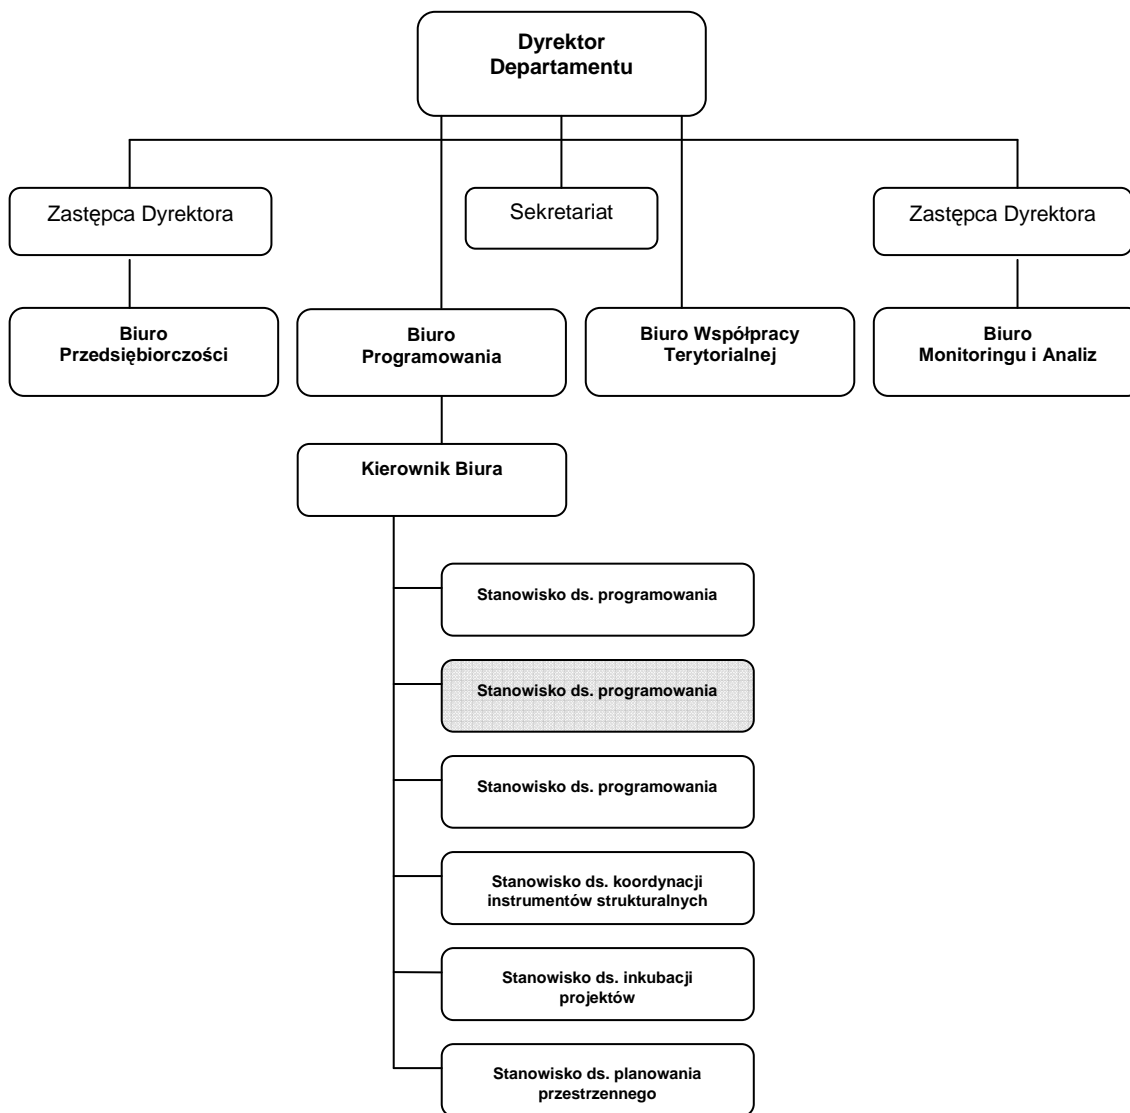 Dyrektor
Departamentu
Zastępca Dyrektora
Sekretariat
Zastępca Dyrektora
Biuro
Przedsiębiorczości
Biuro
Programowania
Biuro Współpracy
Terytorialnej
Biuro
Monitoringu i Analiz
Kierownik Biura
Stanowisko ds. programowania
Stanowisko ds. programowania
Stanowisko ds. programowania
Stanowisko ds. koordynacji
instrumentów strukturalnych
Stanowisko ds. inkubacji
projektów
Stanowisko ds. planowania
przestrzennego